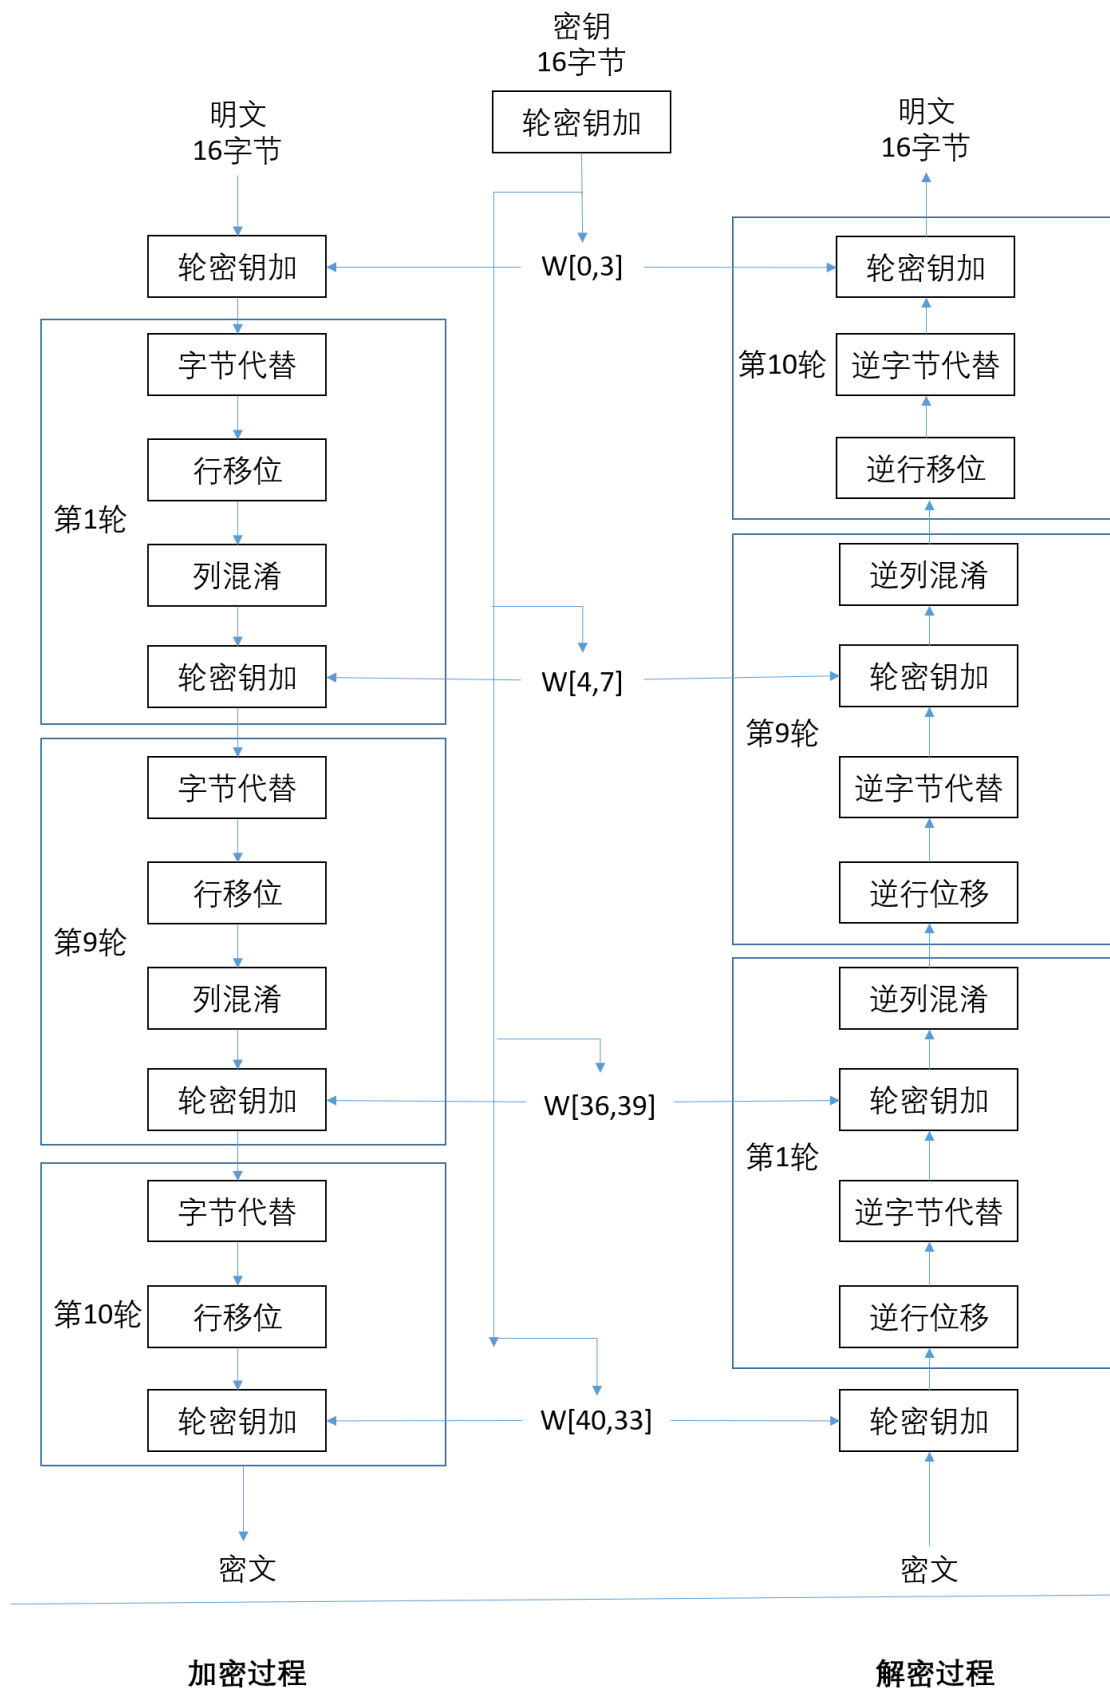 密钥
16字节
轮密钥加
明文
16字节
轮密钥加
第1轮
字节代替
行移位
列混淆
轮密钥加
第9轮
字节代替
行移位
列混淆
轮密钥加
第10轮
字节代替
行移位
轮密钥加
密文
加密过程
W[0,3]
W[4,7]
W[36,39]
W[40,33]
明文
16字节
轮密钥加
第10轮
逆字节代替
逆行移位
逆列混淆
轮密钥加
第9轮
逆字节代替
逆行位移
逆列混淆
轮密钥加
第1轮
逆字节代替
逆行位移
轮密钥加
密文
解密过程